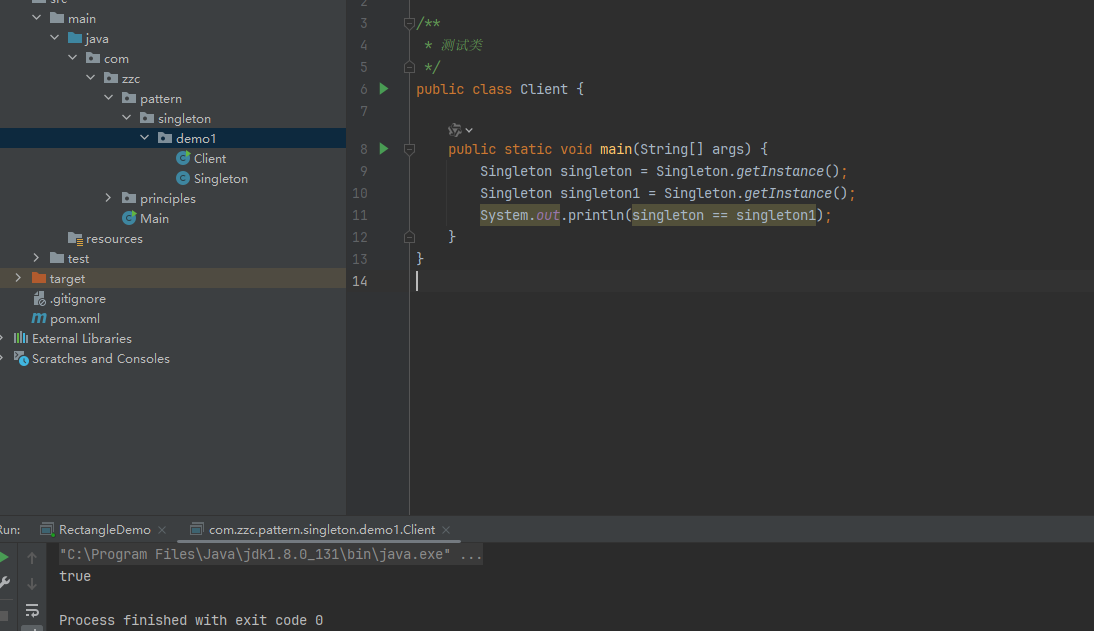 src
main
java
com
zzc
pattern
singleton
demo1
Client
Singleton
principles
Main
resources
test
target
.gitignore
pom.xml
External Libraries
Scratches and Consoles
2
3 /**
4 * 测试类
5 */
6 public class Client {
7
8 public static void main(String[] args) {
9 Singleton singleton = Singleton.getInstance();
10 Singleton singleton1 = Singleton.getInstance();
11 System.out.println(singleton == singleton1);
12 }
13 }
14
Run: RectangleDemo com.zzc.pattern.singleton.demo1.Client
"C:\Program Files\Java\jdk1.8.0_131\bin\java.exe" ...
true
Process finished with exit code 0